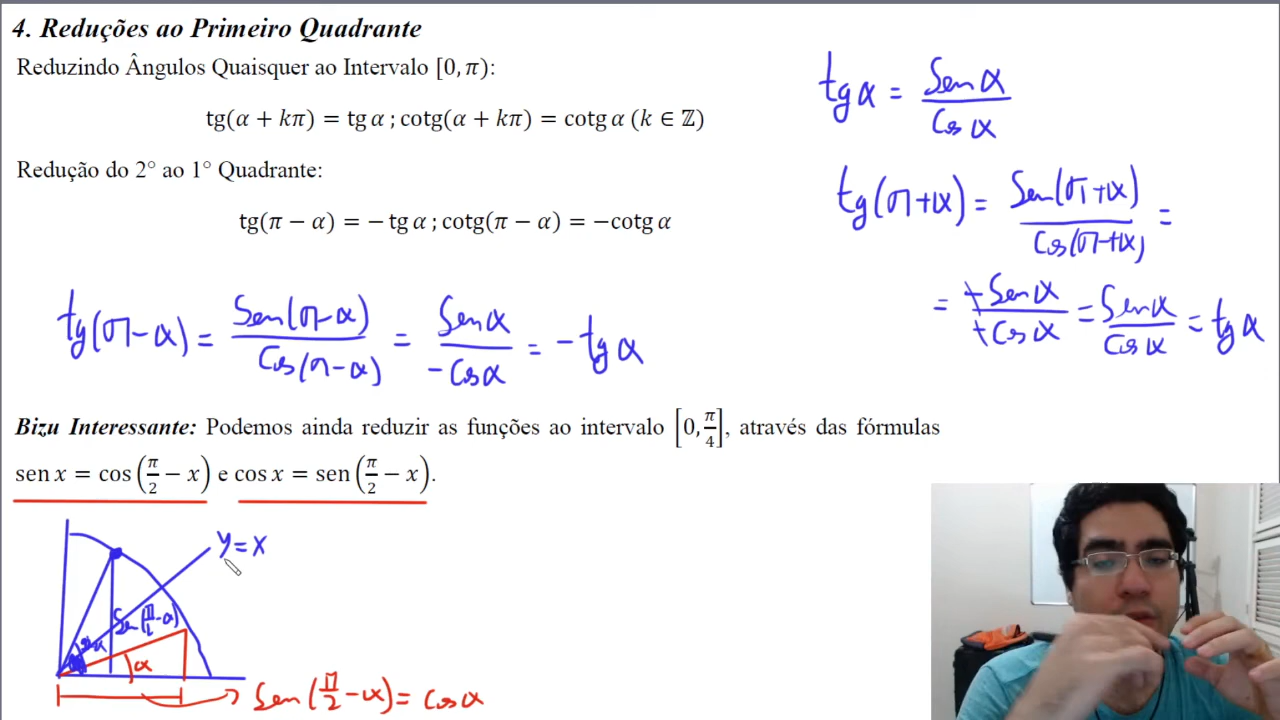 4. Reduções ao Primeiro Quadrante
Reduzindo Ângulos Quaisquer ao Intervalo [0, π):
tg(α + kπ) = tg α ; cotg(α + kπ) = cotg α (k ∈ ℤ)
Redução do 2° ao 1° Quadrante:
tg(π − α) = − tg α ; cotg(π − α) = −cotg α
tg α = Sen α / Cos α
tg(π+α) = Sen(π+α) / Cos(π+α) =
= +Sen α / +Cos α = Sen α / Cos α = tg α
tg(π−α) = Sen(π−α) / Cos(π−α) = Sen α / −Cos α = −tg α
Bizu Interessante: Podemos ainda reduzir as funções ao intervalo [0, π/4], através das fórmulas
sen x = cos(π/2 − x) e cos x = sen(π/2 − x).
y=x
Sen(π/2−α)
α
Sen(π/2−α) = Cos α